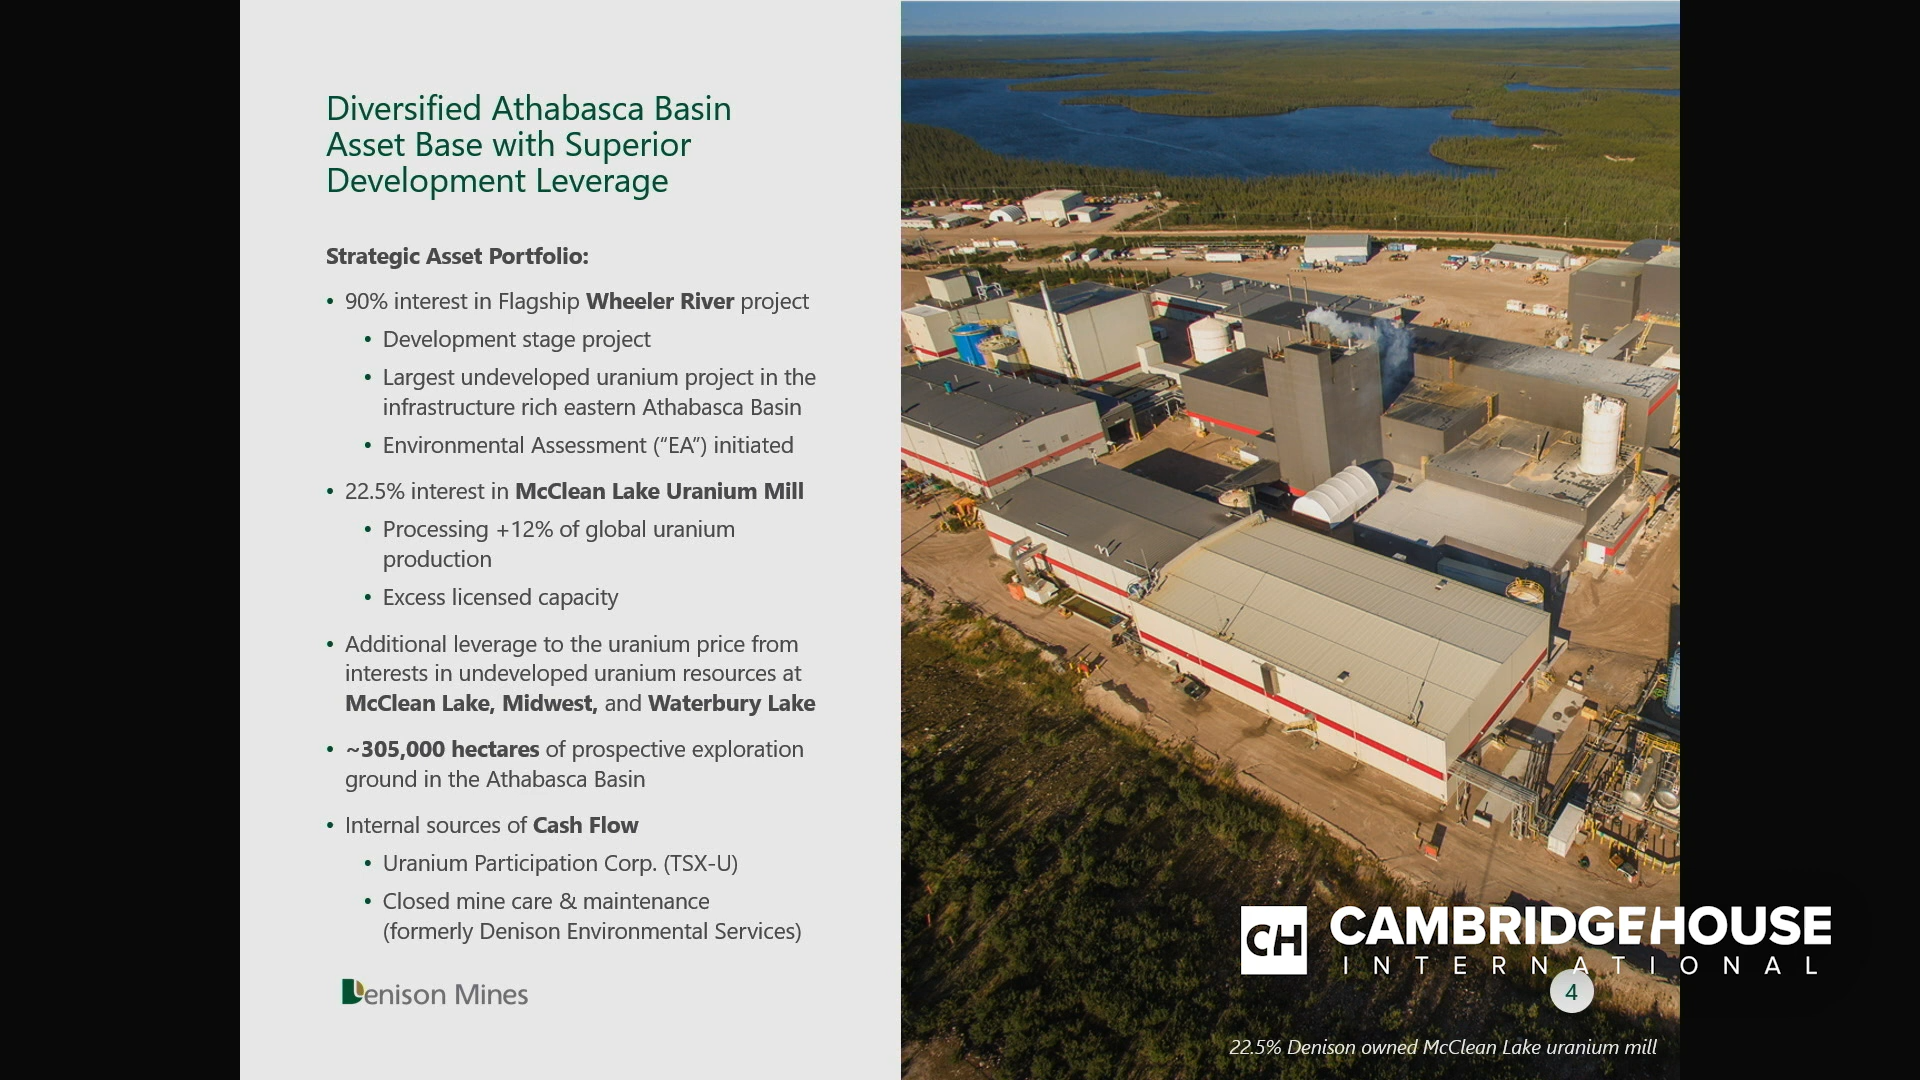 Diversified Athabasca Basin
Asset Base with Superior
Development Leverage
Strategic Asset Portfolio:
• 90% interest in Flagship Wheeler River project
• Development stage project
• Largest undeveloped uranium project in the
infrastructure rich eastern Athabasca Basin
• Environmental Assessment (“EA”) initiated
• 22.5% interest in McClean Lake Uranium Mill
• Processing +12% of global uranium
production
• Excess licensed capacity
• Additional leverage to the uranium price from
interests in undeveloped uranium resources at
McClean Lake, Midwest, and Waterbury Lake
• ~305,000 hectares of prospective exploration
ground in the Athabasca Basin
• Internal sources of Cash Flow
• Uranium Participation Corp. (TSX-U)
• Closed mine care & maintenance
(formerly Denison Environmental Services)
Denison Mines
CH CAMBRIDGEHOUSE
INTERNATIONAL
4
22.5% Denison owned McClean Lake uranium mill